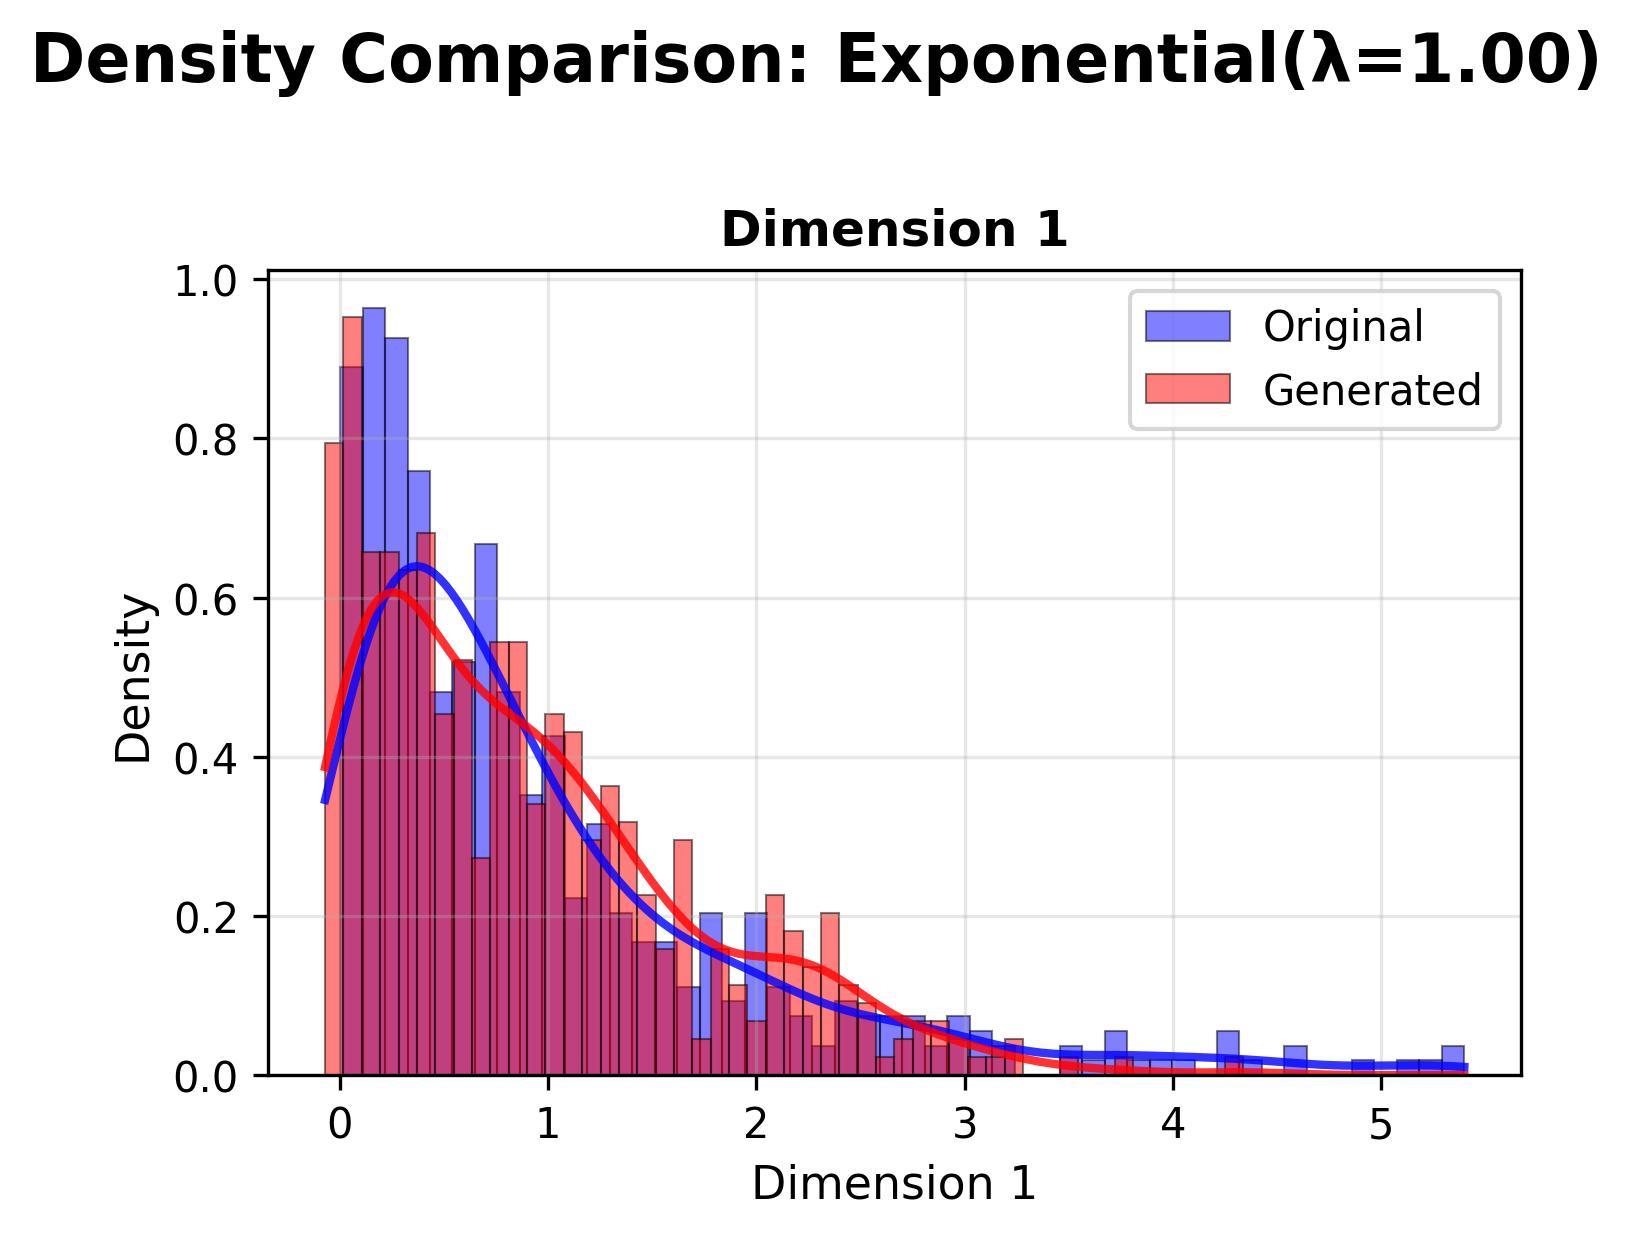 Density Comparison: Exponential(λ=1.00)
Dimension 1
Original
Generated
1.0
0.8
0.6
0.4
0.2
0.0
Density
0
1
2
3
4
5
Dimension 1